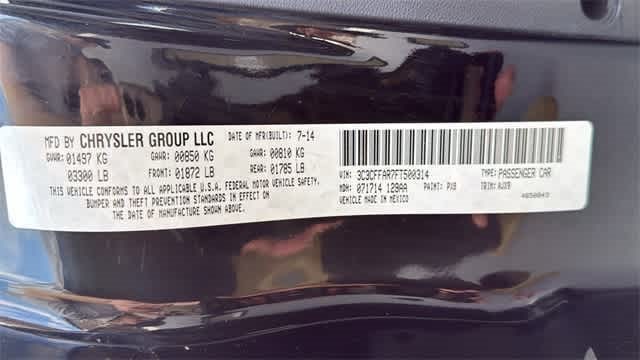 MFD BY CHRYSLER GROUP LLC DATE OF MFR(BUILT): 7-14
GVWR: 01497 KG GAWR: 00850 KG GAWR: 00810 KG
03300 LB FRONT: 01872 LB REAR: 01785 LB
THIS VEHICLE CONFORMS TO ALL APPLICABLE U.S.A. FEDERAL MOTOR VEHICLE SAFETY,
BUMPER AND THEFT PREVENTION STANDARDS IN EFFECT ON
THE DATE OF MANUFACTURE SHOWN ABOVE.
VIN: 3C3CFFAR7FT500314 TYPE: PASSENGER CAR
MDH: 071714 128AA PAINT: PX8 TRIM: AUX9
VEHICLE MADE IN MEXICO